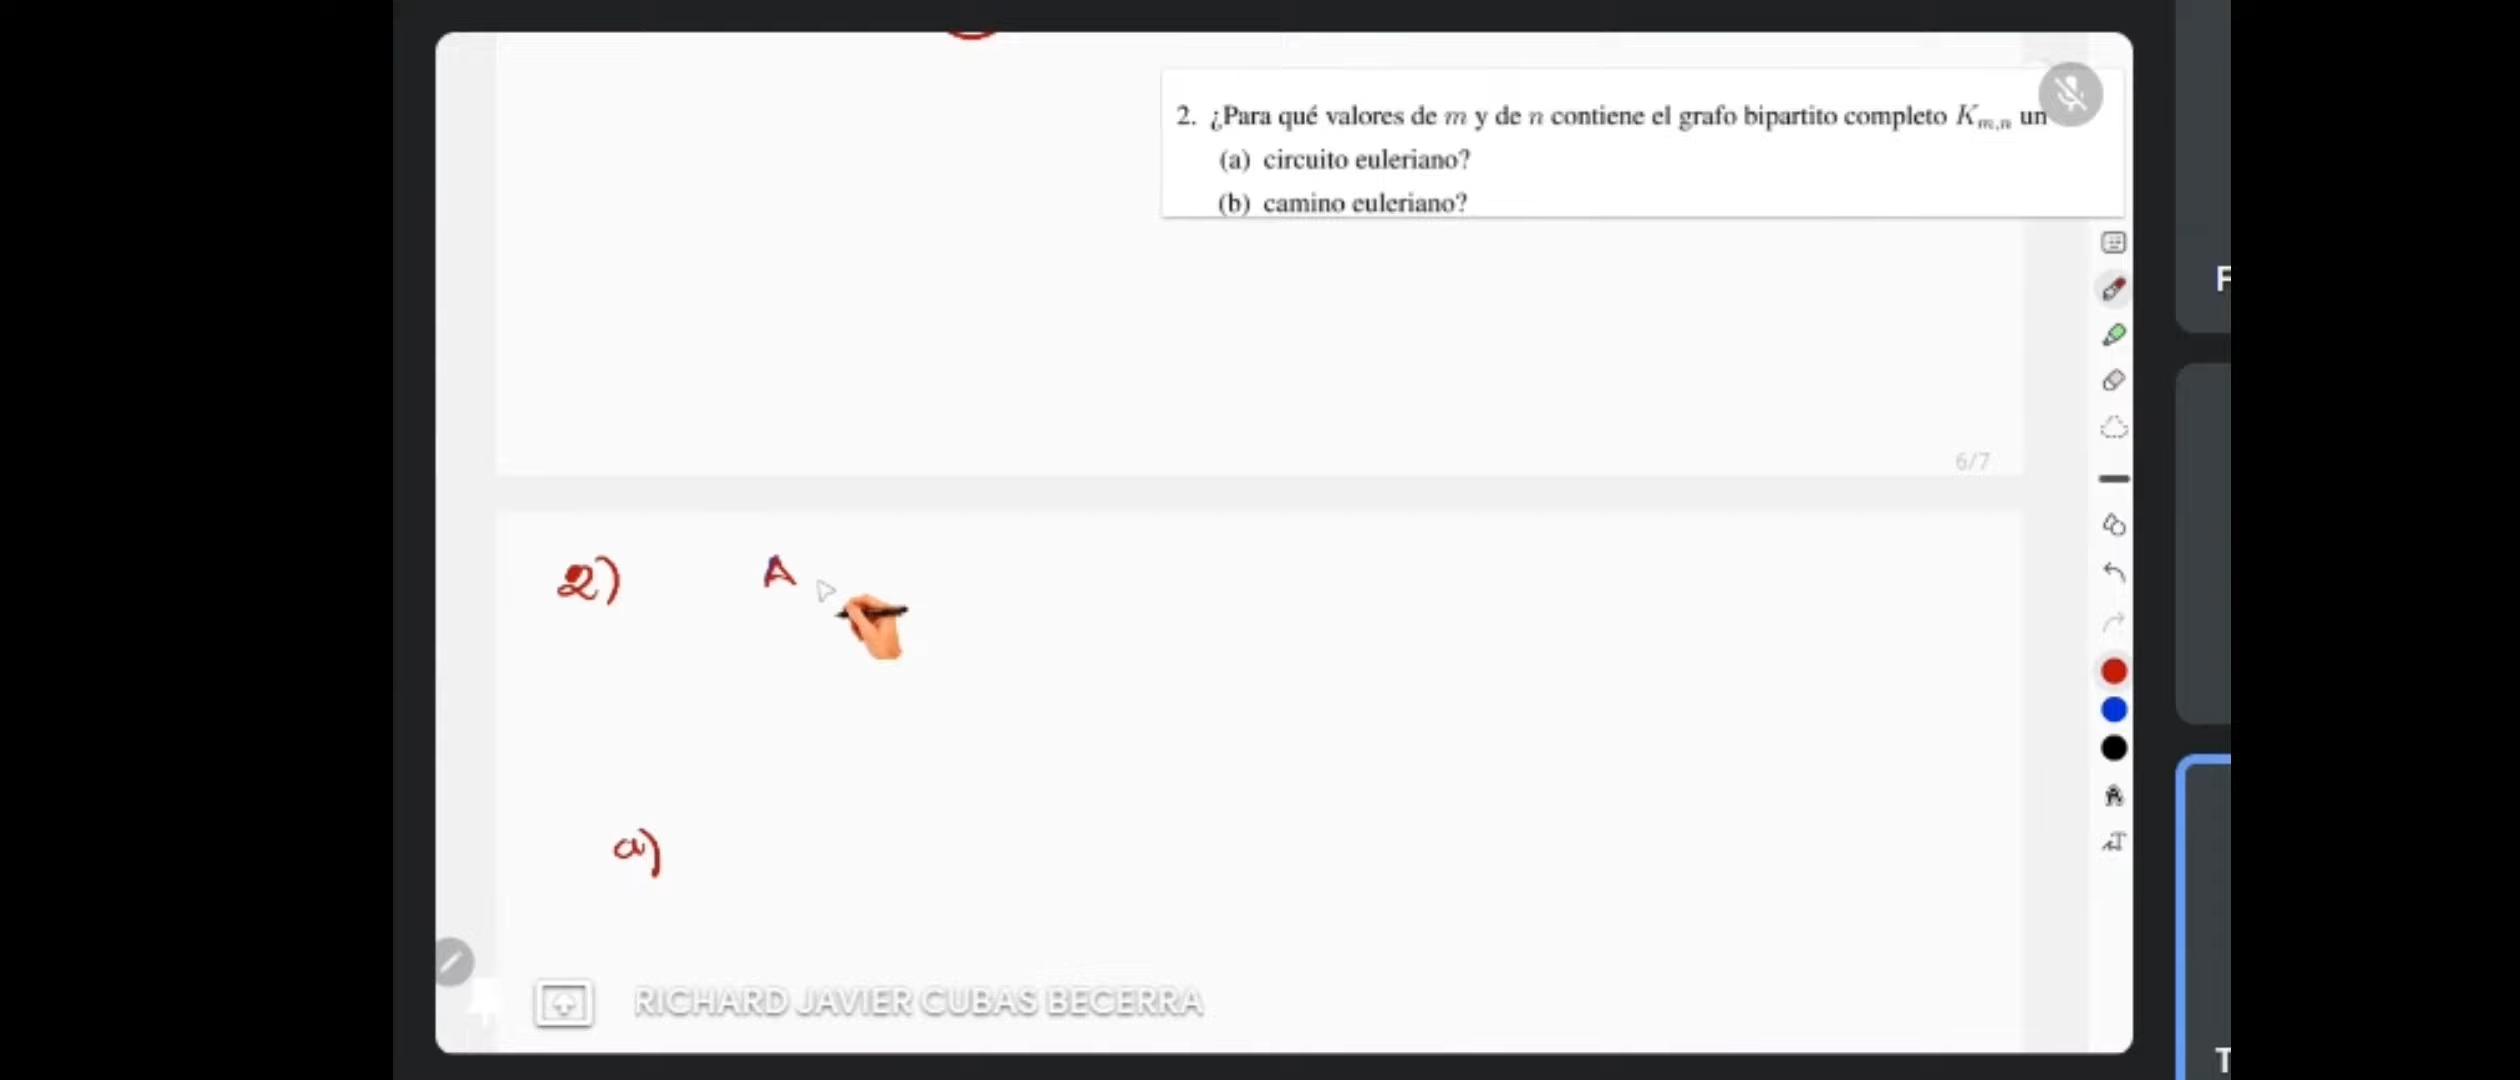 2. ¿Para qué valores de m y de n contiene el grafo bipartito completo Km,n un
(a) circuito euleriano?
(b) camino euleriano?
F
6/7
2) A
a)
RICHARD JAVIER CUBAS BECERRA
T